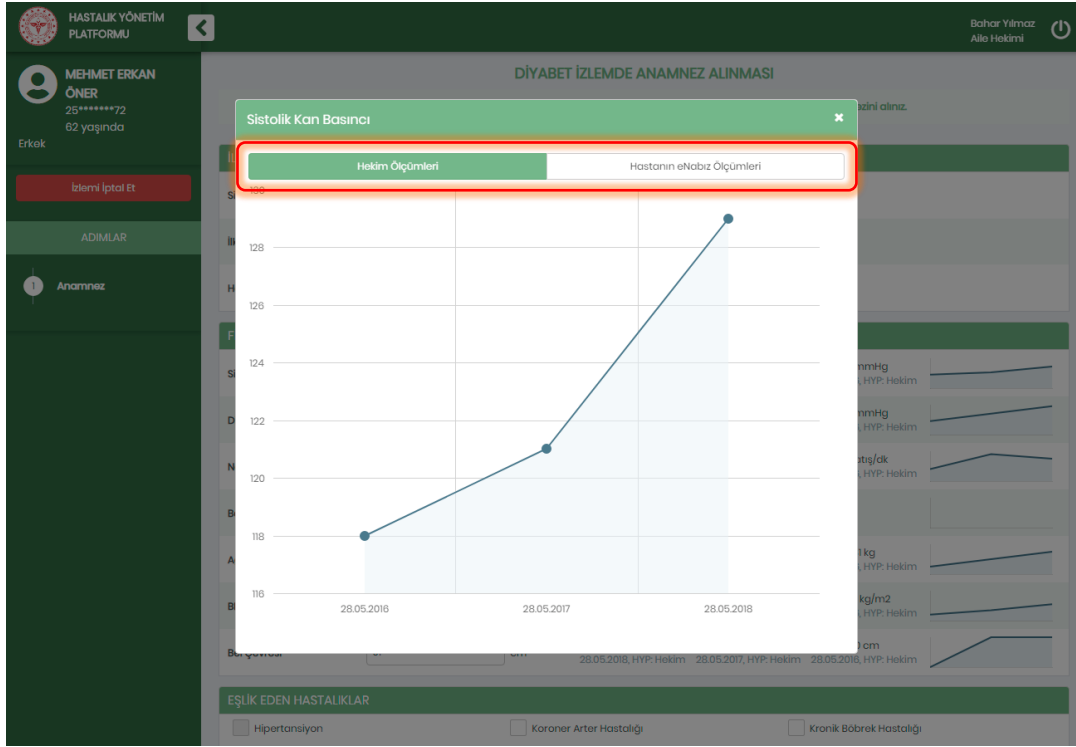 HASTALIK YÖNETİM
PLATFORMU
Bahar Yılmaz
Aile Hekimi
MEHMET ERKAN
ÖNER
25*******72
62 yaşında
Erkek
İzlemi İptal Et
ADIMLAR
1 Anamnez
DİYABET İZLEMDE ANAMNEZ ALINMASI
alınız.
Sistolik Kan Basıncı ×
Hekim Ölçümleri Hastanın eNabız Ölçümleri
130
128
126
124
122
120
118
116
28.05.2016 28.05.2017 28.05.2018
mmHg
HYP: Hekim
mmHg
HYP: Hekim
HYP: Hekim
kg
HYP: Hekim
kg/m2
HYP: Hekim
cm cm
28.05.2018, HYP: Hekim 28.05.2017, HYP: Hekim 28.05.2016, HYP: Hekim
EŞLİK EDEN HASTALIKLAR
Hipertansiyon Koroner Arter Hastalığı Kronik Böbrek Hastalığı